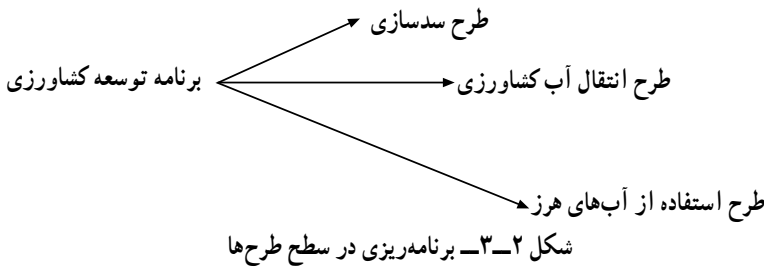 طرح سدسازی
برنامه توسعه کشاورزی
طرح انتقال آب کشاورزی
طرح استفاده از آب‌های هرز
شکل ۲ــ۳ــ برنامه‌ریزی در سطح طرح‌ها